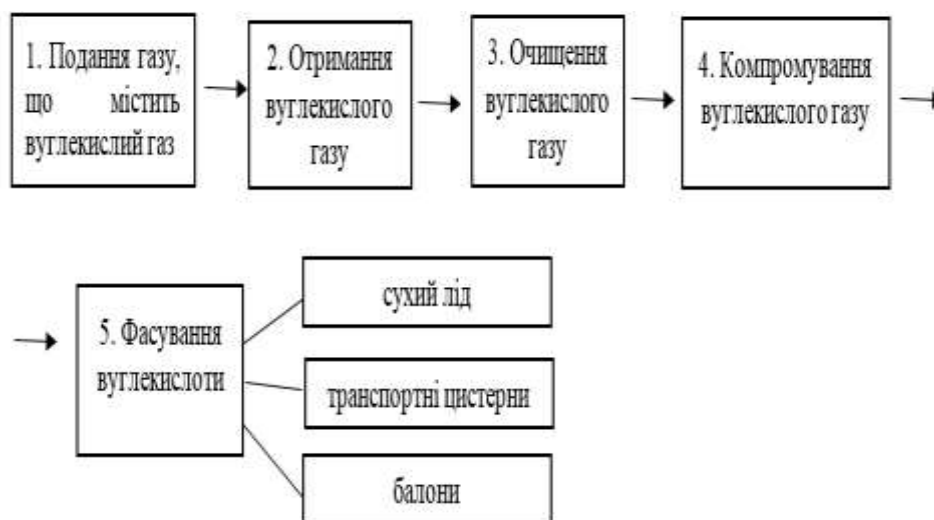 1. Подання газу,
що містить
вуглекислий газ
2. Отримання
вуглекислого
газу
3. Очищення
вуглекислого
газу
4. Компромування
вуглекислого газу
5. Фасування
вуглекислоти
сухий лід
транспортні цистерни
балони